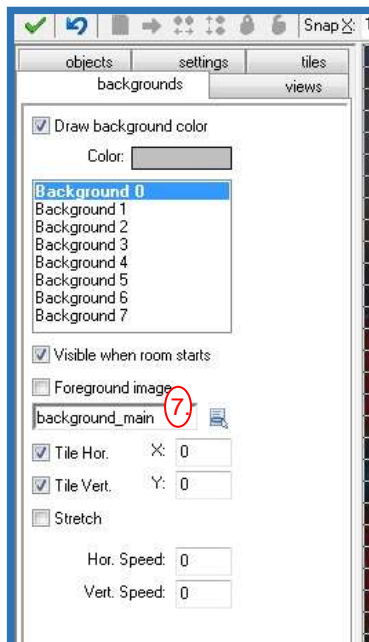 Snap X:
objects settings tiles
backgrounds views
Draw background color
Color:
Background 0
Background 1
Background 2
Background 3
Background 4
Background 5
Background 6
Background 7
Visible when room starts
Foreground image
background_main 7.
Tile Hor. X: 0
Tile Vert. Y: 0
Stretch
Hor. Speed: 0
Vert. Speed: 0